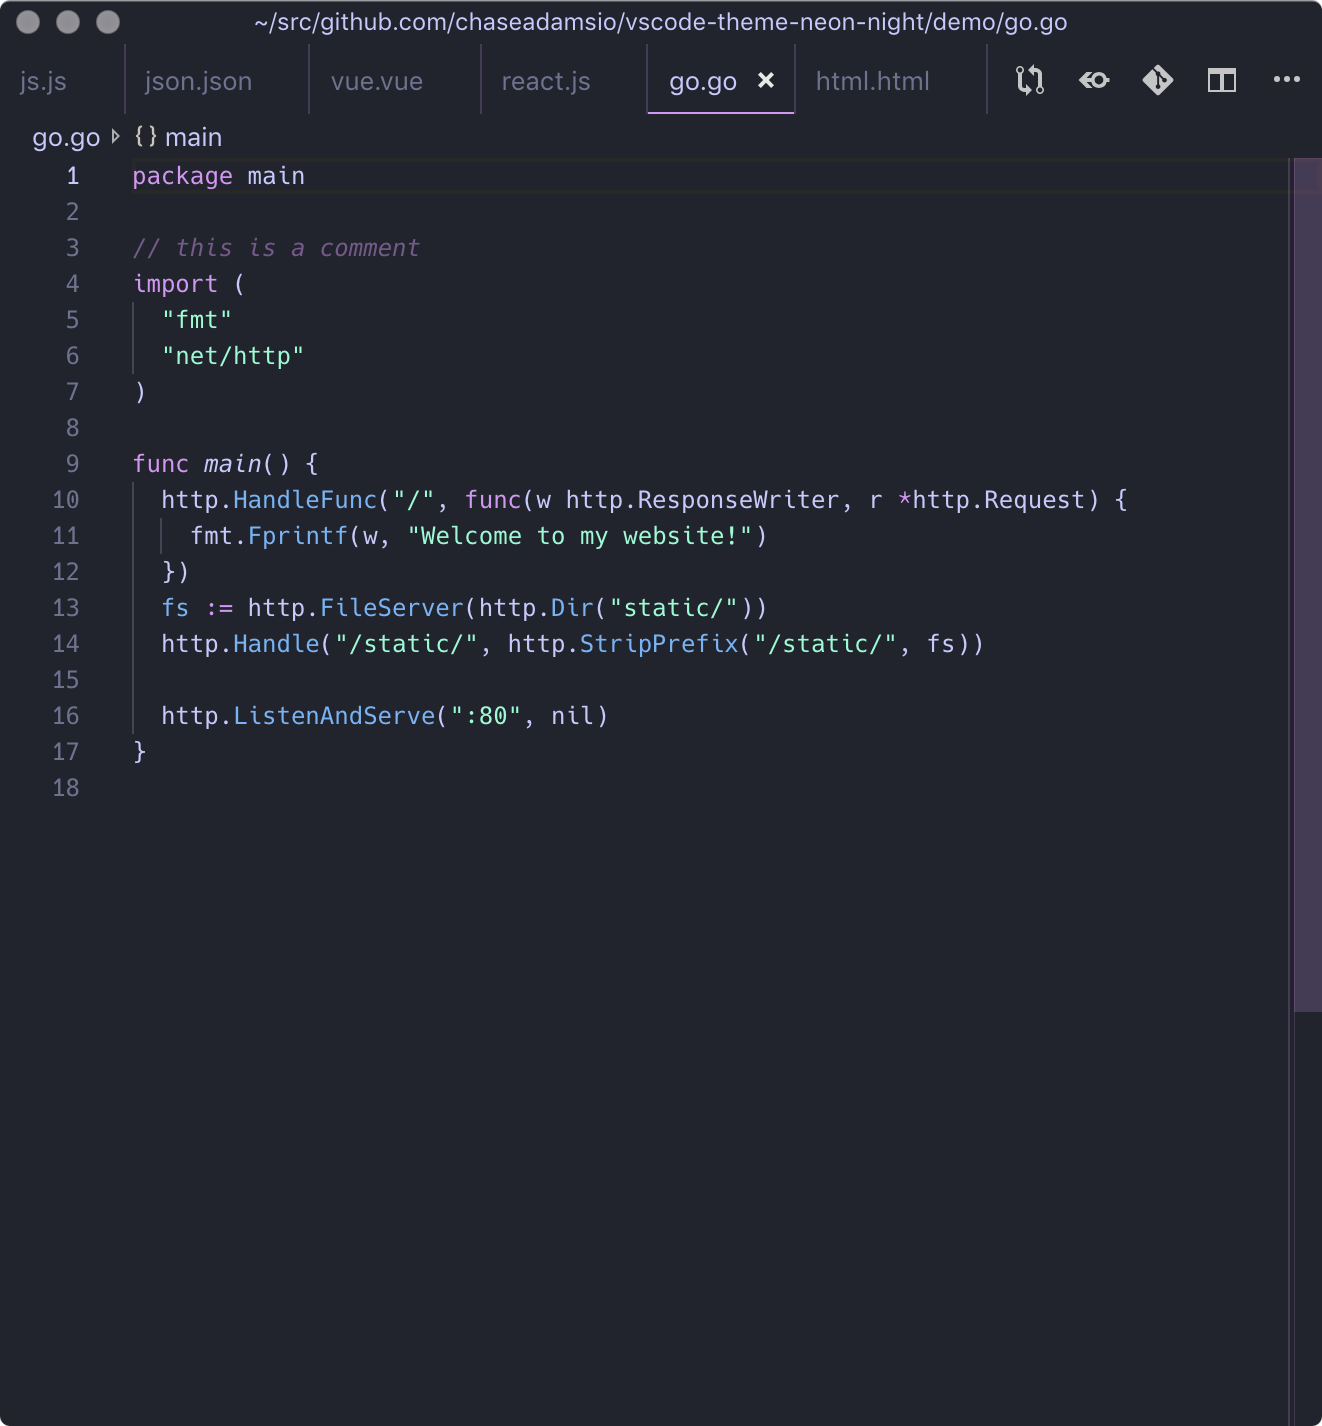 ~/src/github.com/chaseadamsio/vscode-theme-neon-night/demo/go.go
js.js json.json vue.vue react.js go.go × html.html
go.go {} main
1 package main
2
3 // this is a comment
4 import (
5 "fmt"
6 "net/http"
7 )
8
9 func main() {
10 http.HandleFunc("/", func(w http.ResponseWriter, r *http.Request) {
11 fmt.Fprintf(w, "Welcome to my website!")
12 })
13 fs := http.FileServer(http.Dir("static/"))
14 http.Handle("/static/", http.StripPrefix("/static/", fs))
15
16 http.ListenAndServe(":80", nil)
17 }
18